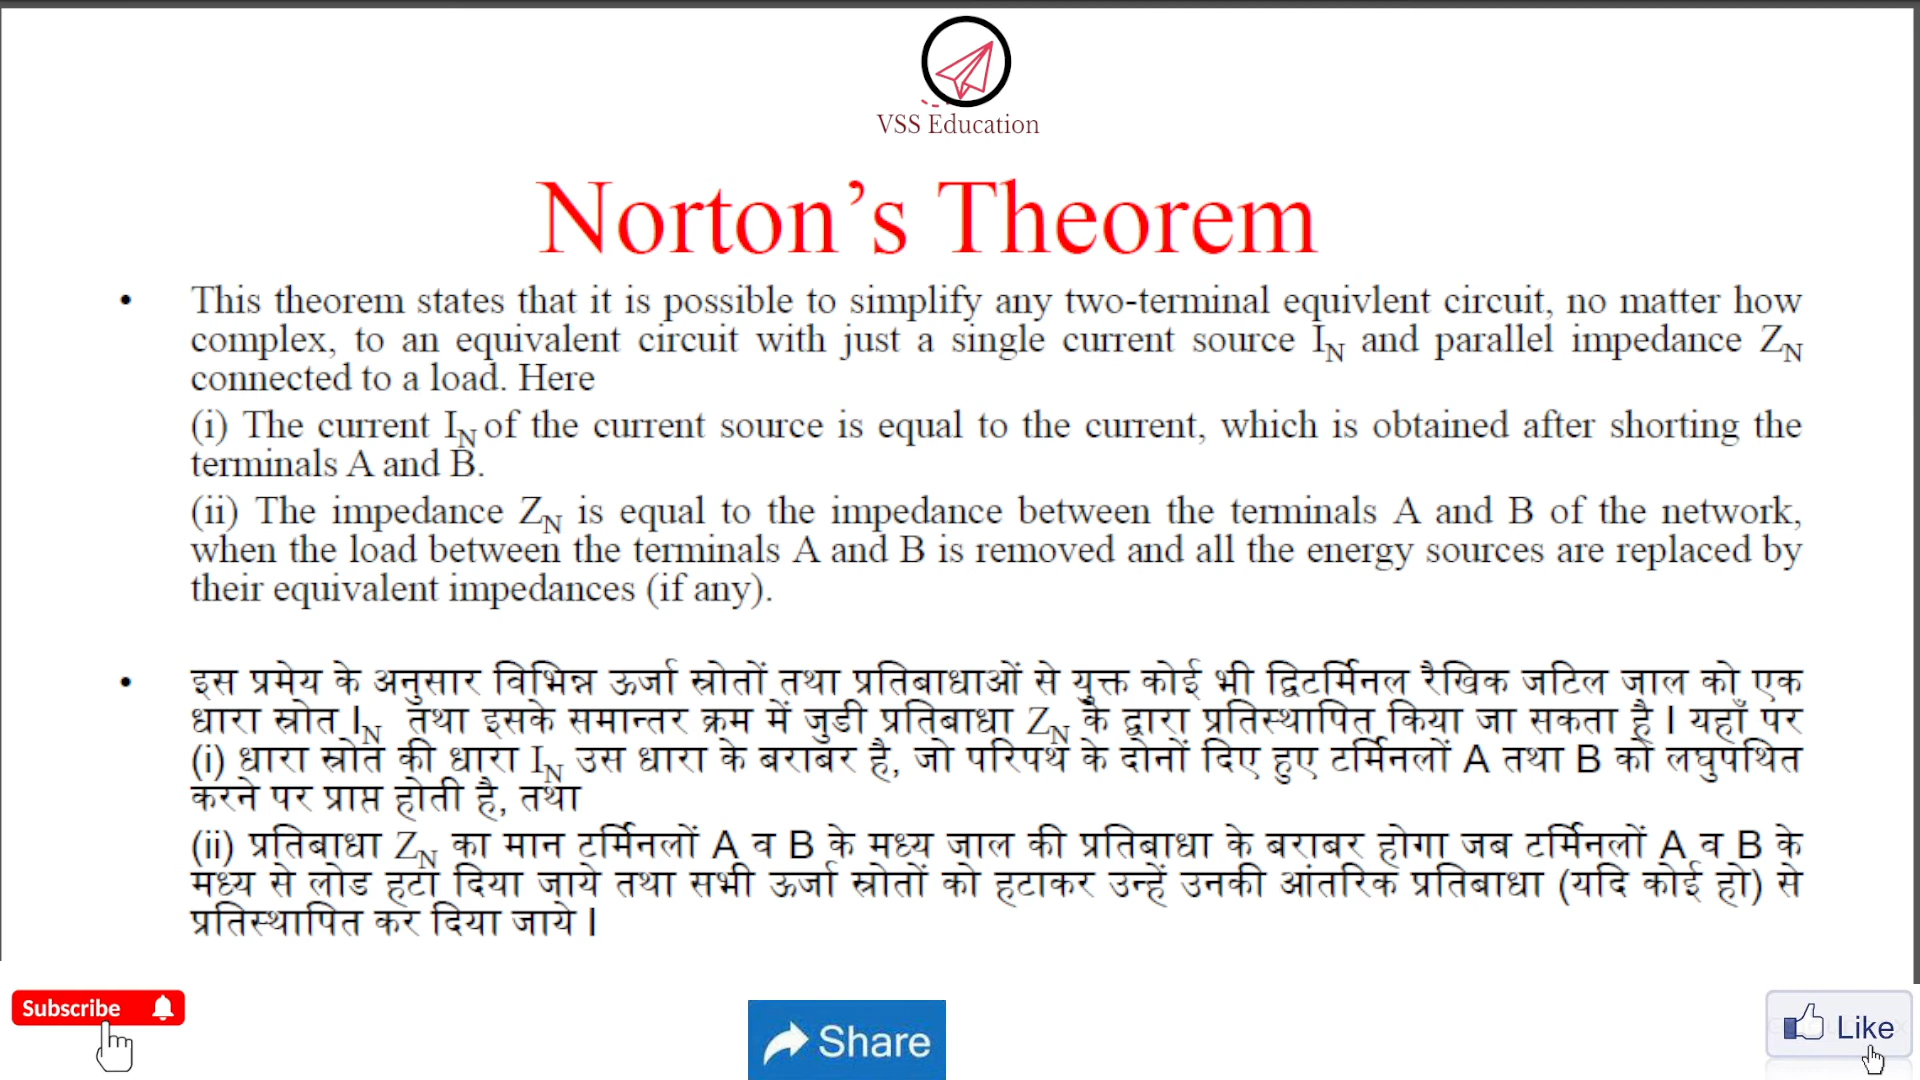 VSS Education
Norton’s Theorem
• This theorem states that it is possible to simplify any two-terminal equivlent circuit, no matter how
complex, to an equivalent circuit with just a single current source I_N and parallel impedance Z_N
connected to a load. Here
(i) The current I_N of the current source is equal to the current, which is obtained after shorting the
terminals A and B.
(ii) The impedance Z_N is equal to the impedance between the terminals A and B of the network,
when the load between the terminals A and B is removed and all the energy sources are replaced by
their equivalent impedances (if any).
• इस प्रमेय के अनुसार विभिन्न ऊर्जा स्रोतों तथा प्रतिबाधाओं से युक्त कोई भी द्विटर्मिनल रैखिक जटिल जाल को एक
धारा स्रोत I_N तथा इसके समान्तर क्रम में जुडी प्रतिबाधा Z_N के द्वारा प्रतिस्थापित किया जा सकता है । यहाँ पर
(i) धारा स्रोत की धारा I_N उस धारा के बराबर है, जो परिपथ के दोनों दिए हुए टर्मिनलों A तथा B को लघुपथित
करने पर प्राप्त होती है, तथा
(ii) प्रतिबाधा Z_N का मान टर्मिनलों A व B के मध्य जाल की प्रतिबाधा के बराबर होगा जब टर्मिनलों A व B के
मध्य से लोड हटा दिया जाये तथा सभी ऊर्जा स्रोतों को हटाकर उन्हें उनकी आंतरिक प्रतिबाधा (यदि कोई हो) से
प्रतिस्थापित कर दिया जाये ।
Subscribe
Share
Like